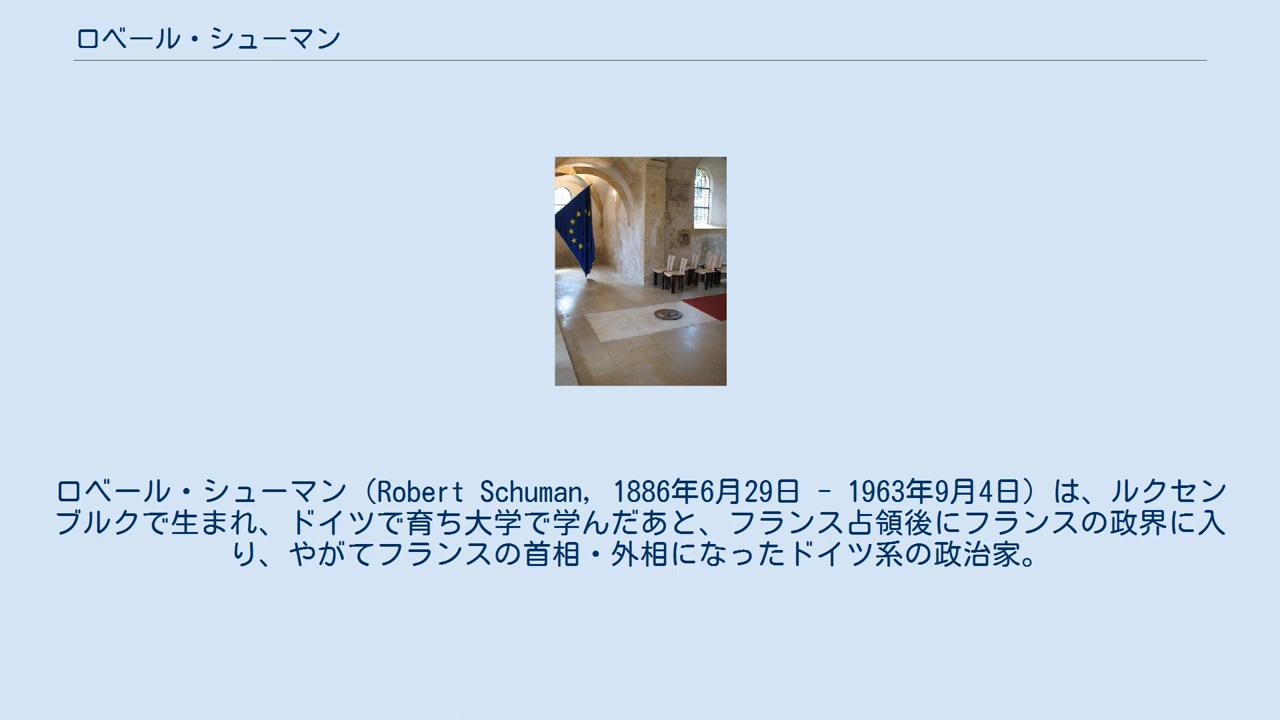 ロベール・シューマン
ロベール・シューマン（Robert Schuman, 1886年6月29日 - 1963年9月4日）は、ルクセン
ブルクで生まれ、ドイツで育ち大学で学んだあと、フランス占領後にフランスの政界に入
り、やがてフランスの首相・外相になったドイツ系の政治家。